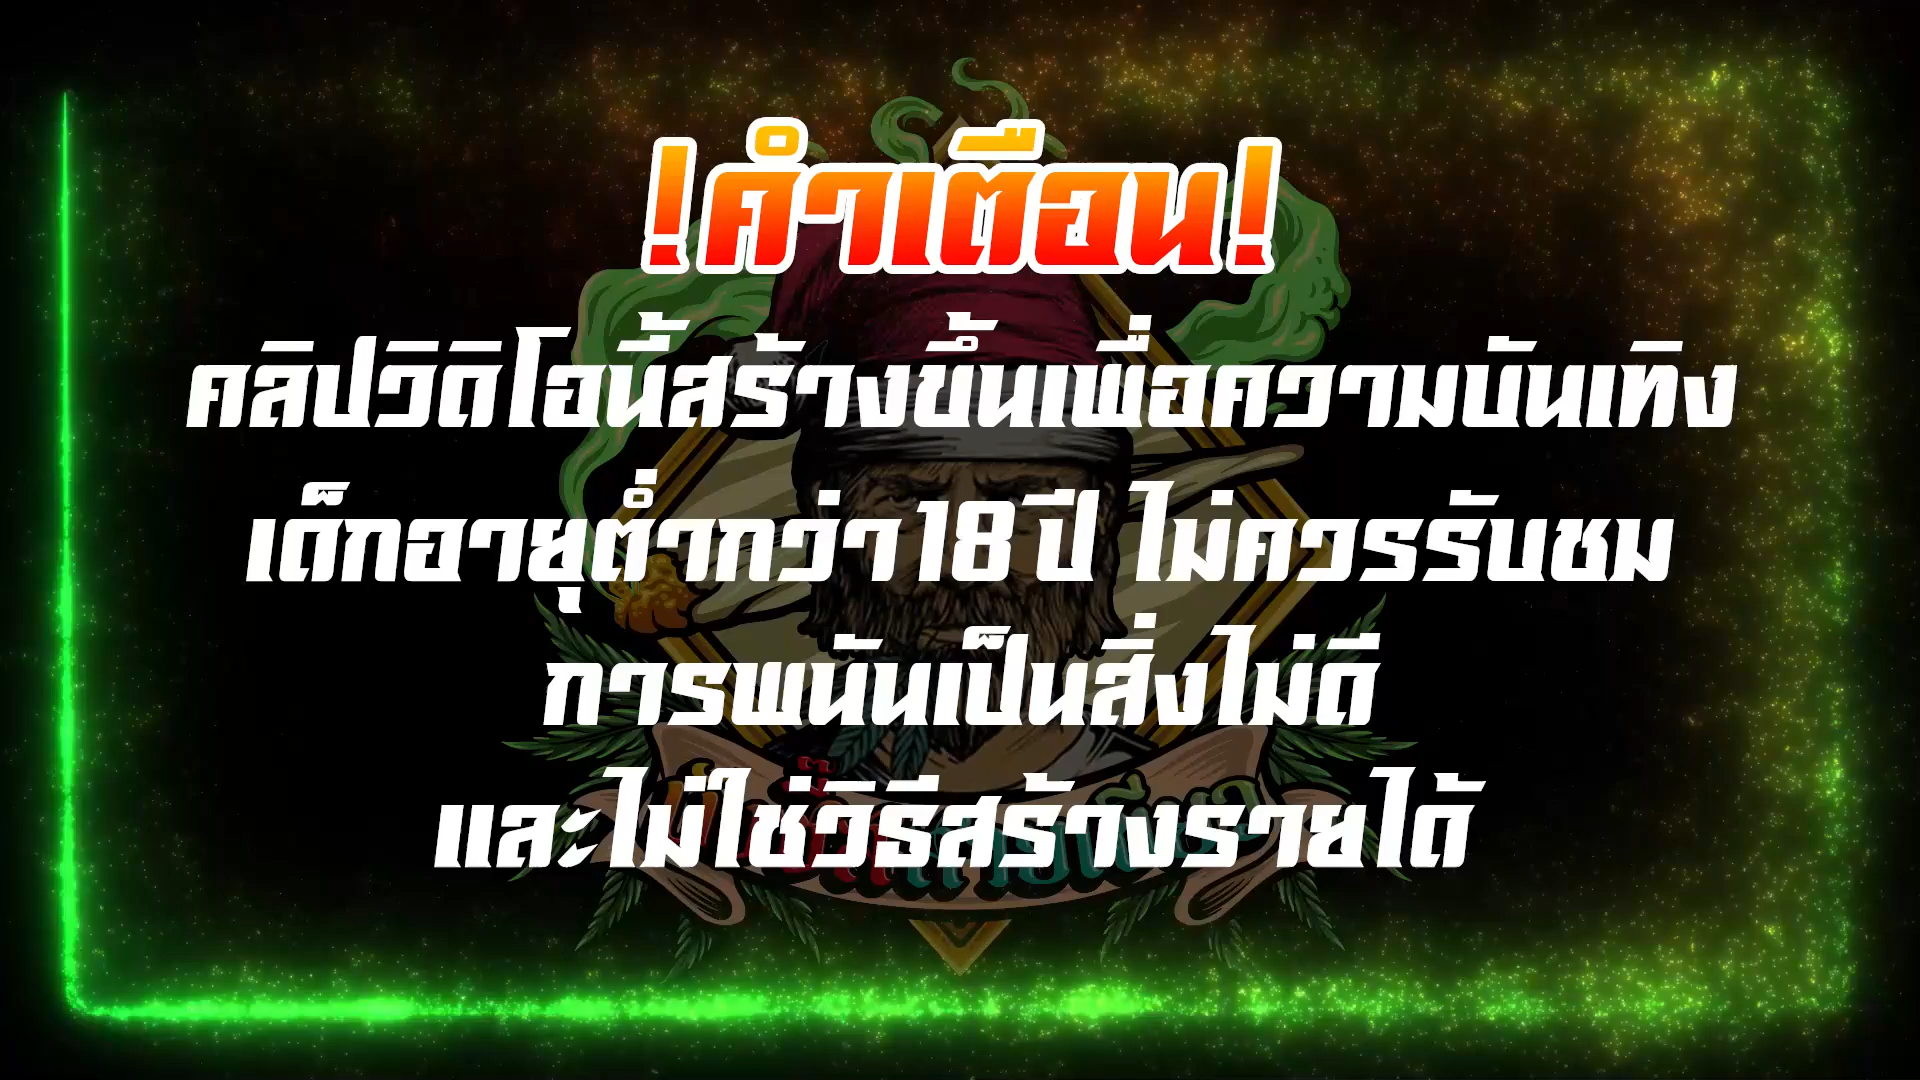 !คำเตือน!
คลิปวิดิโอนี้สร้างขึ้นเพื่อความบันเทิง
เด็กอายุต่ำกว่า 18 ปี ไม่ควรรับชม
การพนันเป็นสิ่งไม่ดี
และไม่ใช่วิธีสร้างรายได้